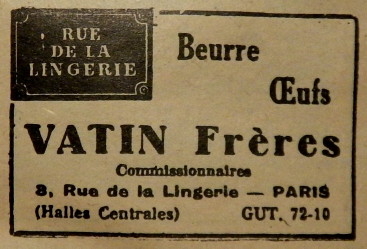 RUE
DE LA
LINGERIE
Beurre
Œufs
VATIN Frères
Commissionnaires
3, Rue de la Lingerie — PARIS
(Halles Centrales) GUT. 72-10